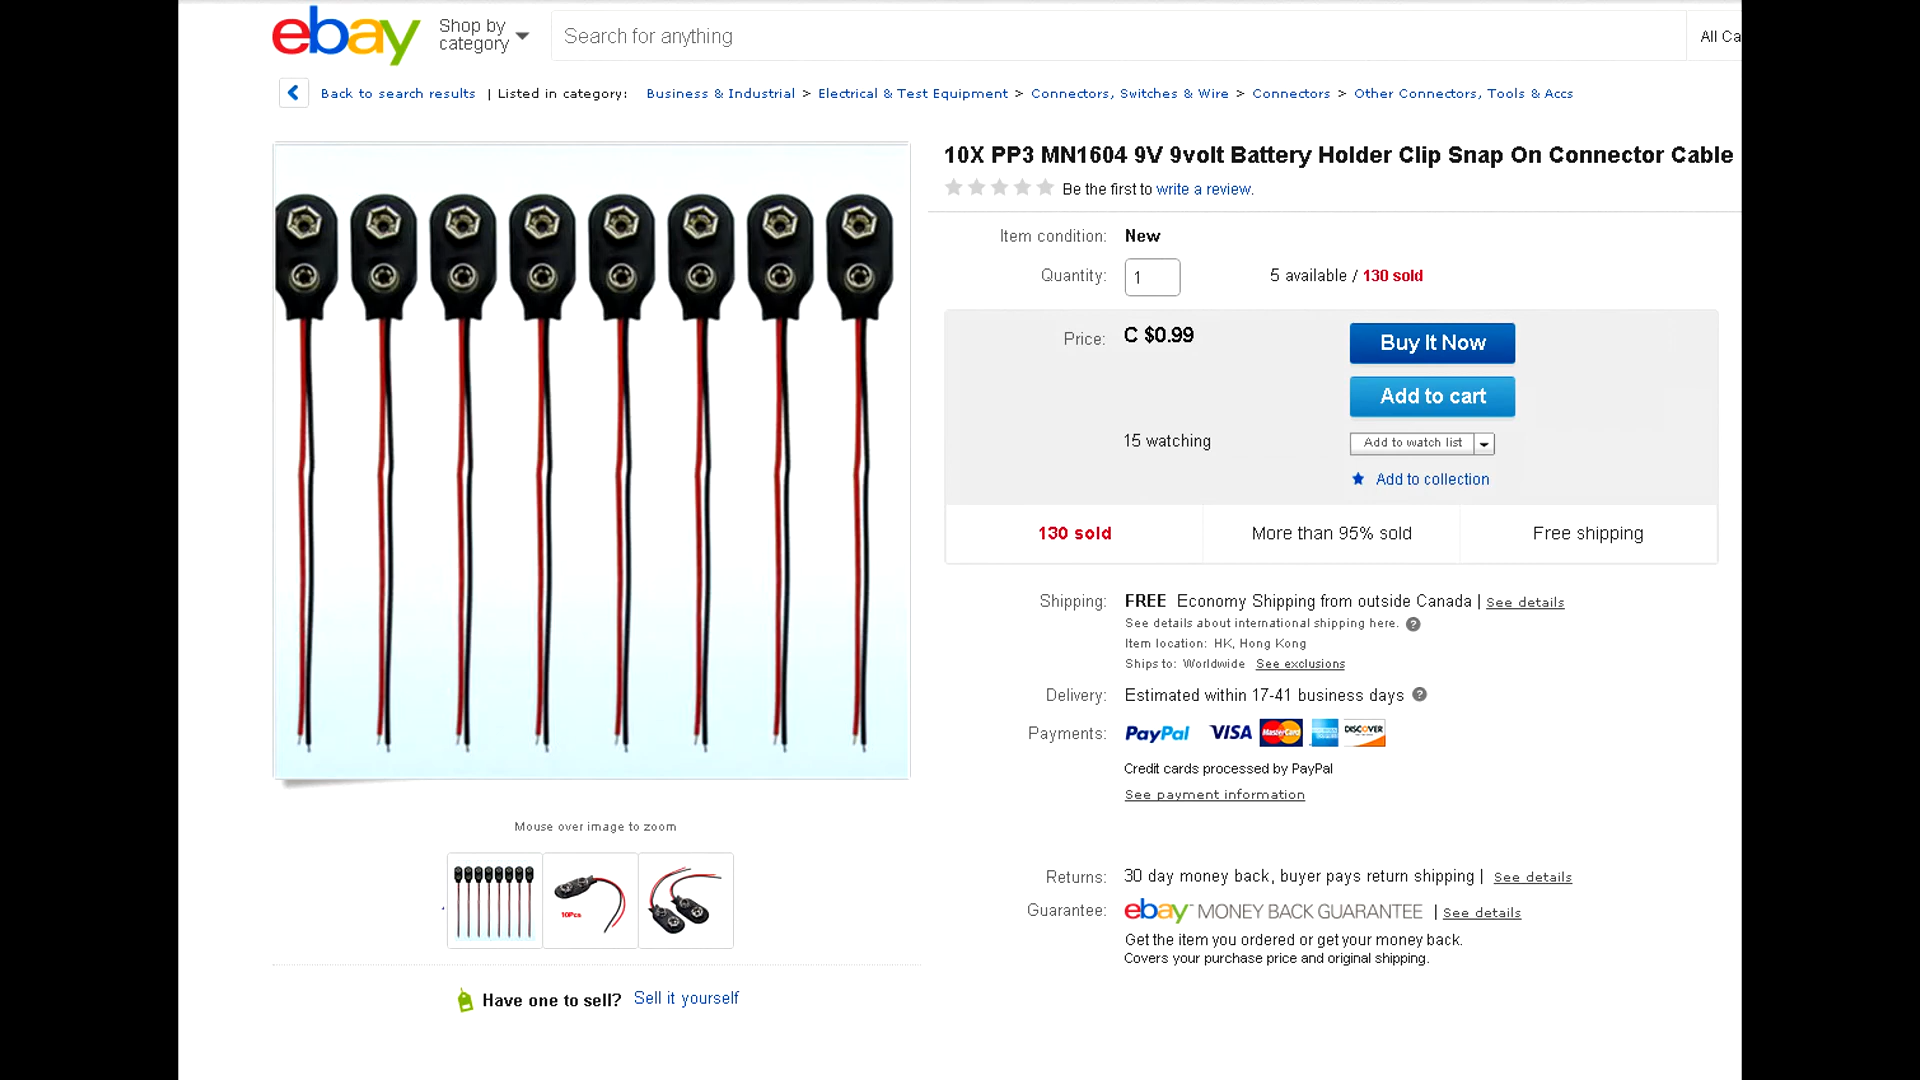 ebay
Shop by
category
Search for anything
All Ca
Back to search results | Listed in category: Business & Industrial > Electrical & Test Equipment > Connectors, Switches & Wire > Connectors > Other Connectors, Tools & Accs
10X PP3 MN1604 9V 9volt Battery Holder Clip Snap On Connector Cable
Be the first to write a review.
Item condition: New
Quantity: 1 5 available / 130 sold
Price: C $0.99
Buy It Now
Add to cart
15 watching
Add to watch list
Add to collection
130 sold More than 95% sold Free shipping
Shipping: FREE Economy Shipping from outside Canada | See details
See details about international shipping here. ?
Item location: HK, Hong Kong
Ships to: Worldwide See exclusions
Delivery: Estimated within 17-41 business days ?
Payments: PayPal VISA MasterCard DISCOVER
Credit cards processed by PayPal
See payment information
Mouse over image to zoom
10Pcs
Returns: 30 day money back, buyer pays return shipping | See details
Guarantee: ebay MONEY BACK GUARANTEE | See details
Get the item you ordered or get your money back.
Covers your purchase price and original shipping.
Have one to sell? Sell it yourself